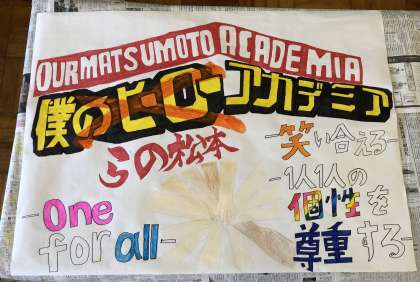 OUR MATSUMOTO ACADEMIA
僕のヒーローアカデミア
らの松本
-笑い合える-
-1人1人の
個性を
尊重する-
-One
for all-